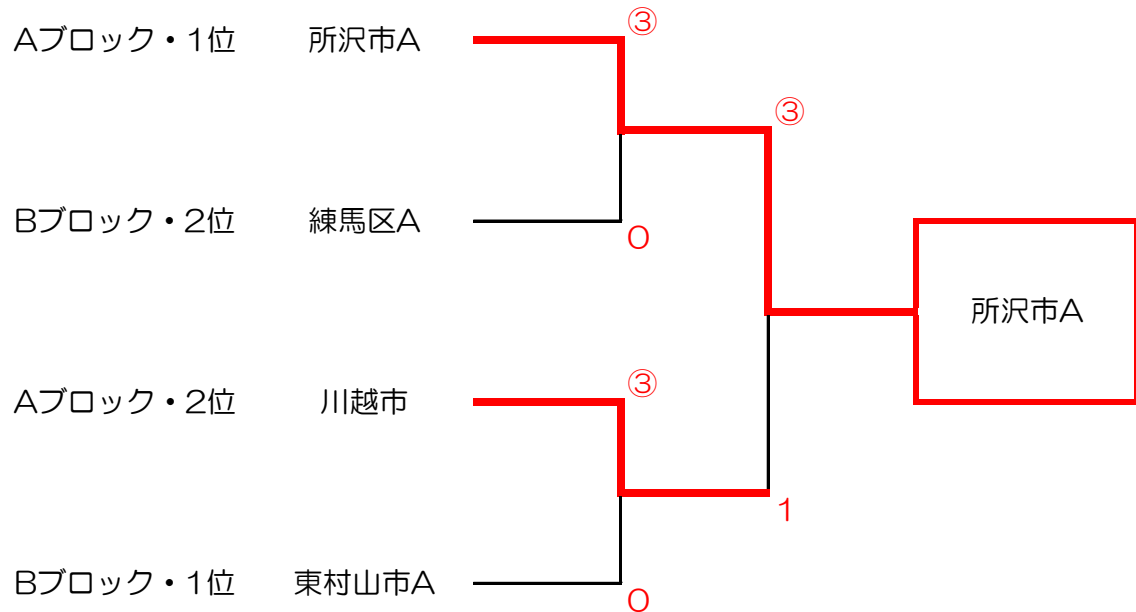 Aブロック・1位 所沢市A ③
③
Bブロック・2位 練馬区A 0
所沢市A
Aブロック・2位 川越市 ③
1
Bブロック・1位 東村山市A 0